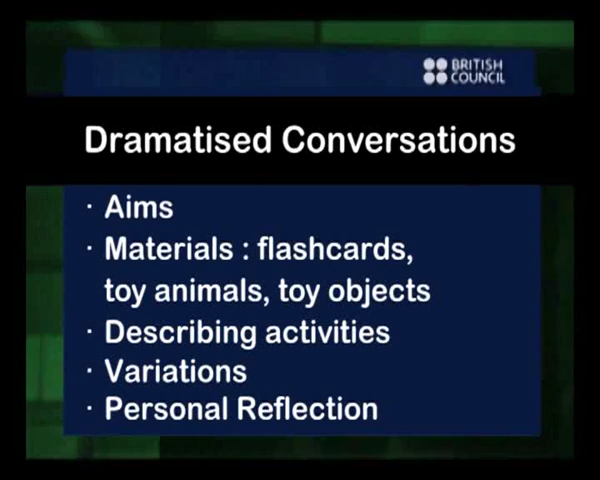 BRITISH
COUNCIL
Dramatised Conversations
· Aims
· Materials : flashcards,
toy animals, toy objects
· Describing activities
· Variations
· Personal Reflection